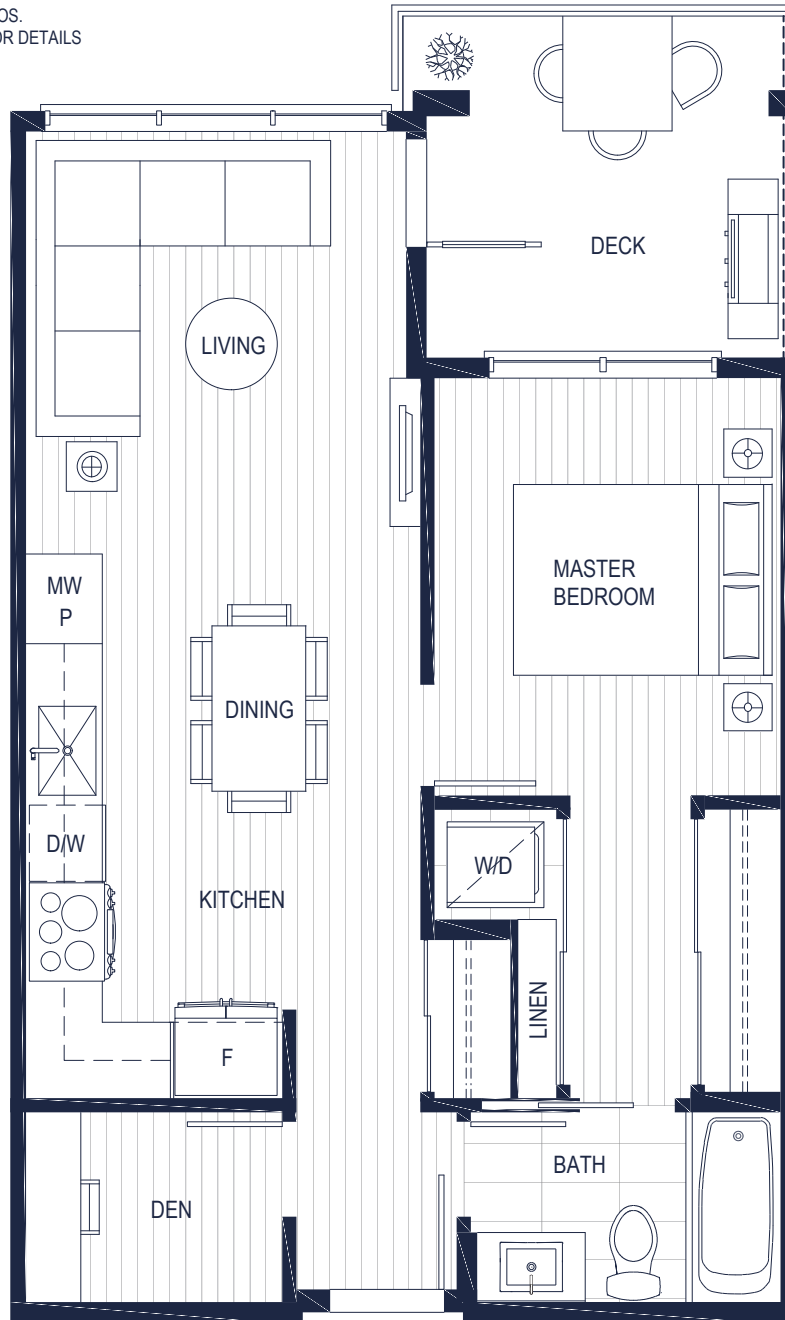 OS.
OR DETAILS
DECK
LIVING
MW
P
MASTER
BEDROOM
DINING
D/W
W/D
KITCHEN
LINEN
F
BATH
DEN